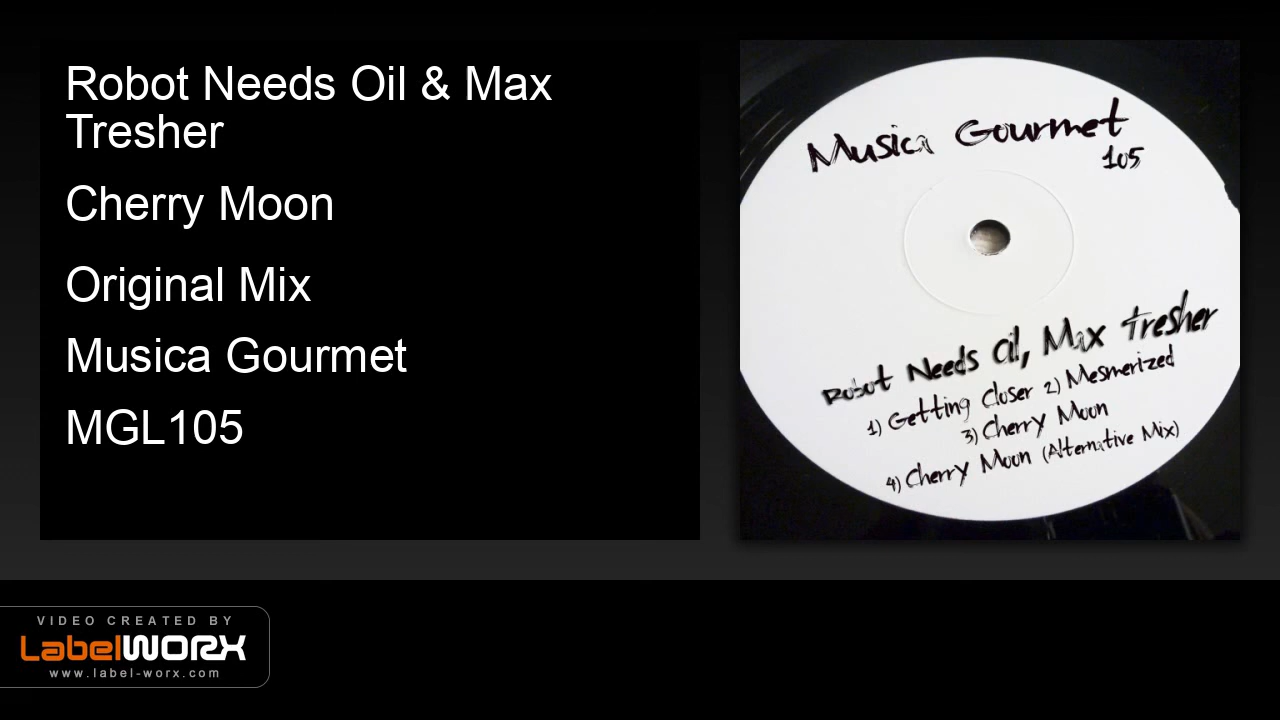 Robot Needs Oil & Max
Tresher
Cherry Moon
Original Mix
Musica Gourmet
MGL105
Musica Gourmet
105
Robot Needs Oil, Max Tresher
1) Getting Closer 2) Mesmerized
3) Cherry Moon
4) Cherry Moon (Alternative Mix)
VIDEO CREATED BY
LabelWORX
www.label-worx.com